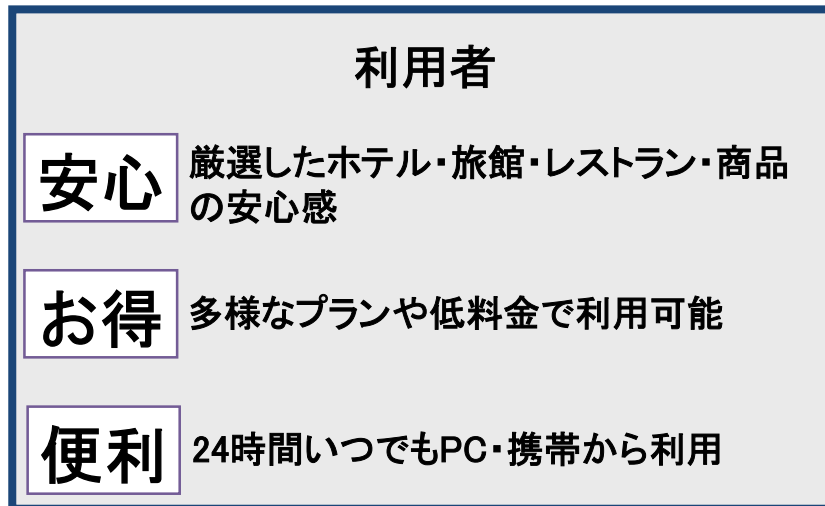 利用者
安心
厳選したホテル・旅館・レストラン・商品
の安心感
お得
多様なプランや低料金で利用可能
便利
24時間いつでもPC・携帯から利用